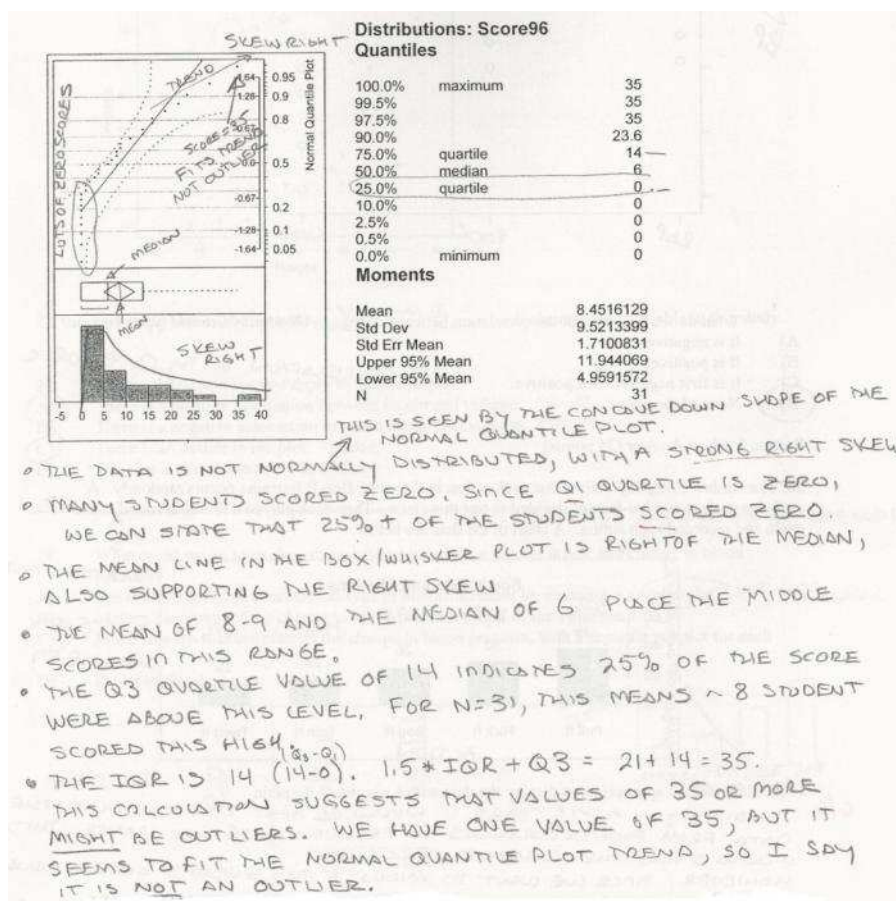 SKEW RIGHT
Distributions: Score96
Quantiles
100.0% maximum 35
99.5% 35
97.5% 35
90.0% 23.6
75.0% quartile 14
50.0% median 6
25.0% quartile 0
10.0% 0
2.5% 0
0.5% 0
0.0% minimum 0
Moments
Mean 8.4516129
Std Dev 9.5213399
Std Err Mean 1.7100831
Upper 95% Mean 11.944069
Lower 95% Mean 4.9591572
N 31
LOTS OF ZERO SCORES
TREND
SCORE=35
FITS TREND
NOT OUTLIER
Normal Quantile Plot
1.64 0.95
1.28 0.9
0.67 0.8
0.0 0.5
-0.67
0.2
-1.28 0.1
-1.64 0.05
MEDIAN
MEAN
SKEW
RIGHT
-5 0 5 10 15 20 25 30 35 40
THIS IS SEEN BY THE CONCAVE DOWN SHAPE OF THE
NORMAL QUANTILE PLOT.
• THE DATA IS NOT NORMALLY DISTRIBUTED, WITH A STRONG RIGHT SKEW
• MANY STUDENTS SCORED ZERO. SINCE Q1 QUARTILE IS ZERO,
WE CAN STATE THAT 25%+ OF THE STUDENTS SCORED ZERO.
• THE MEAN LINE IN THE BOX/WHISKER PLOT IS RIGHT OF THE MEDIAN,
ALSO SUPPORTING THE RIGHT SKEW
• THE MEAN OF 8-9 AND THE MEDIAN OF 6 PLACE THE MIDDLE
SCORES IN THIS RANGE.
• THE Q3 QUARTILE VALUE OF 14 INDICATES 25% OF THE SCORE
WERE ABOVE THIS LEVEL. FOR N=31, THIS MEANS ~ 8 STUDENT
SCORED THIS HIGH.
(Q3-Q1)
• THE IQR IS 14 (14-0). 1.5 * IQR + Q3 = 21+14 = 35.
THIS CALCULATION SUGGESTS THAT VALUES OF 35 OR MORE
MIGHT BE OUTLIERS. WE HAVE ONE VALUE OF 35, BUT IT
SEEMS TO FIT THE NORMAL QUANTILE PLOT TREND, SO I SAY
IT IS NOT AN OUTLIER.